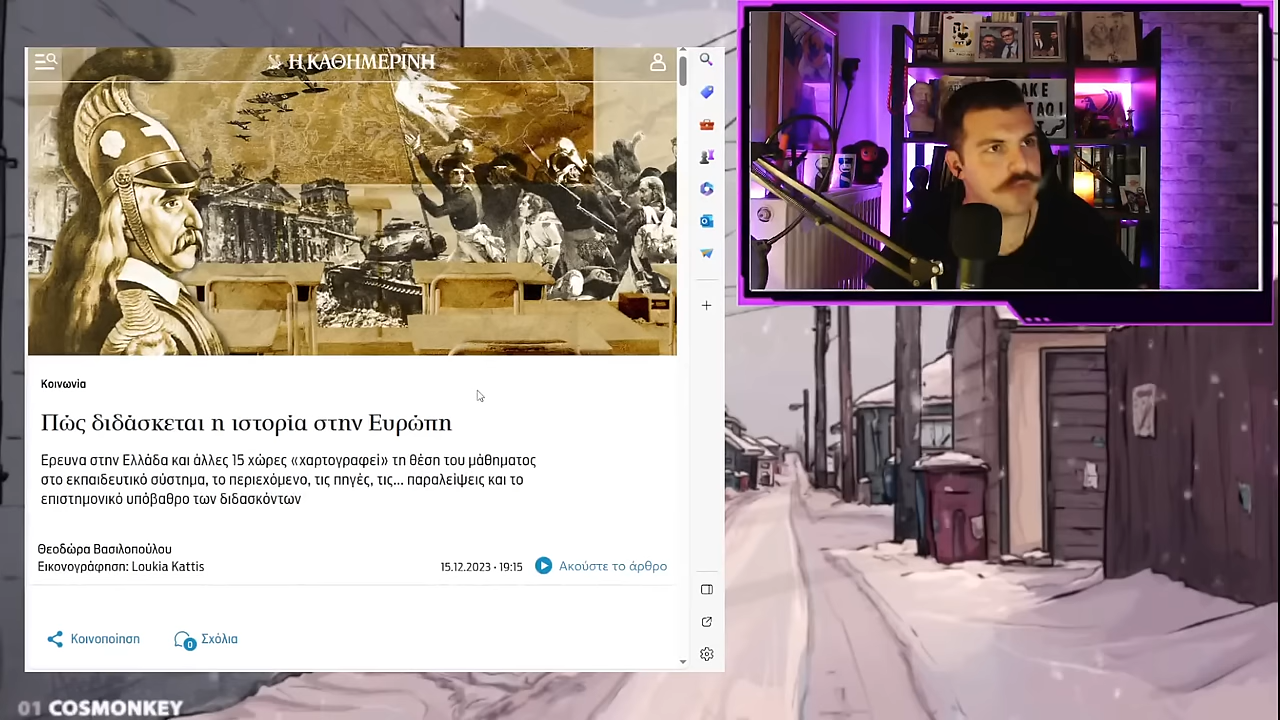 Η ΚΑΘΗΜΕΡΙΝΗ
Κοινωνία
Πώς διδάσκεται η ιστορία στην Ευρώπη
Ερευνα στην Ελλάδα και άλλες 15 χώρες «χαρτογραφεί» τη θέση του μαθήματος
στο εκπαιδευτικό σύστημα, το περιεχόμενο, τις πηγές, τις... παραλείψεις και το
επιστημονικό υπόβαθρο των διδασκόντων
Θεοδώρα Βασιλοπούλου
Εικονογράφηση: Loukia Kattis
15.12.2023 • 19:15
Ακούστε το άρθρο
Κοινοποίηση
0
Σχόλια
01 COSMONKEY